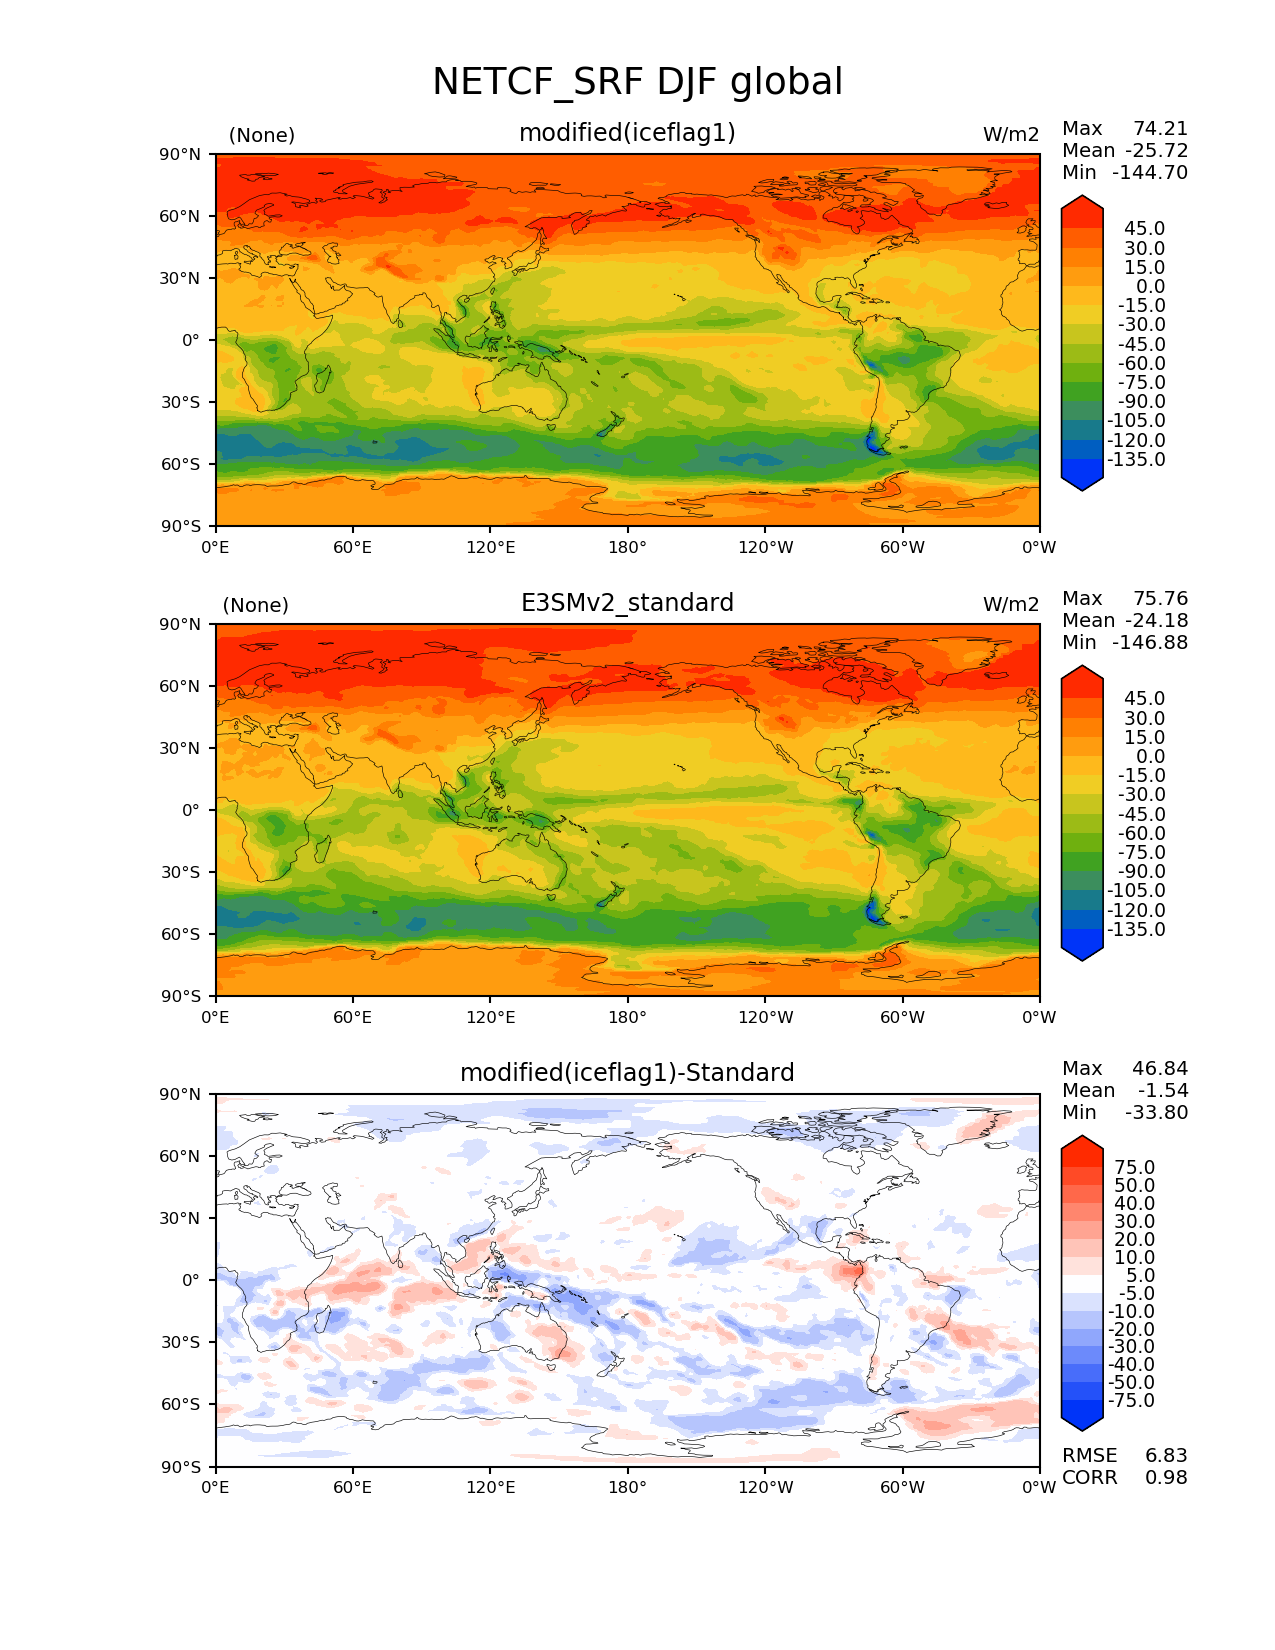 NETCF_SRF DJF global
(None) modified(iceflag1) W/m2
Max 74.21
Mean -25.72
Min -144.70
90°N
60°N
30°N
0°
30°S
60°S
90°S
0°E 60°E 120°E 180° 120°W 60°W 0°W
45.0
30.0
15.0
0.0
-15.0
-30.0
-45.0
-60.0
-75.0
-90.0
-105.0
-120.0
-135.0
(None) E3SMv2_standard W/m2
Max 75.76
Mean -24.18
Min -146.88
90°N
60°N
30°N
0°
30°S
60°S
90°S
0°E 60°E 120°E 180° 120°W 60°W 0°W
45.0
30.0
15.0
0.0
-15.0
-30.0
-45.0
-60.0
-75.0
-90.0
-105.0
-120.0
-135.0
modified(iceflag1)-Standard
Max 46.84
Mean -1.54
Min -33.80
90°N
60°N
30°N
0°
30°S
60°S
90°S
0°E 60°E 120°E 180° 120°W 60°W 0°W
75.0
50.0
40.0
30.0
20.0
10.0
5.0
-5.0
-10.0
-20.0
-30.0
-40.0
-50.0
-75.0
RMSE 6.83
CORR 0.98